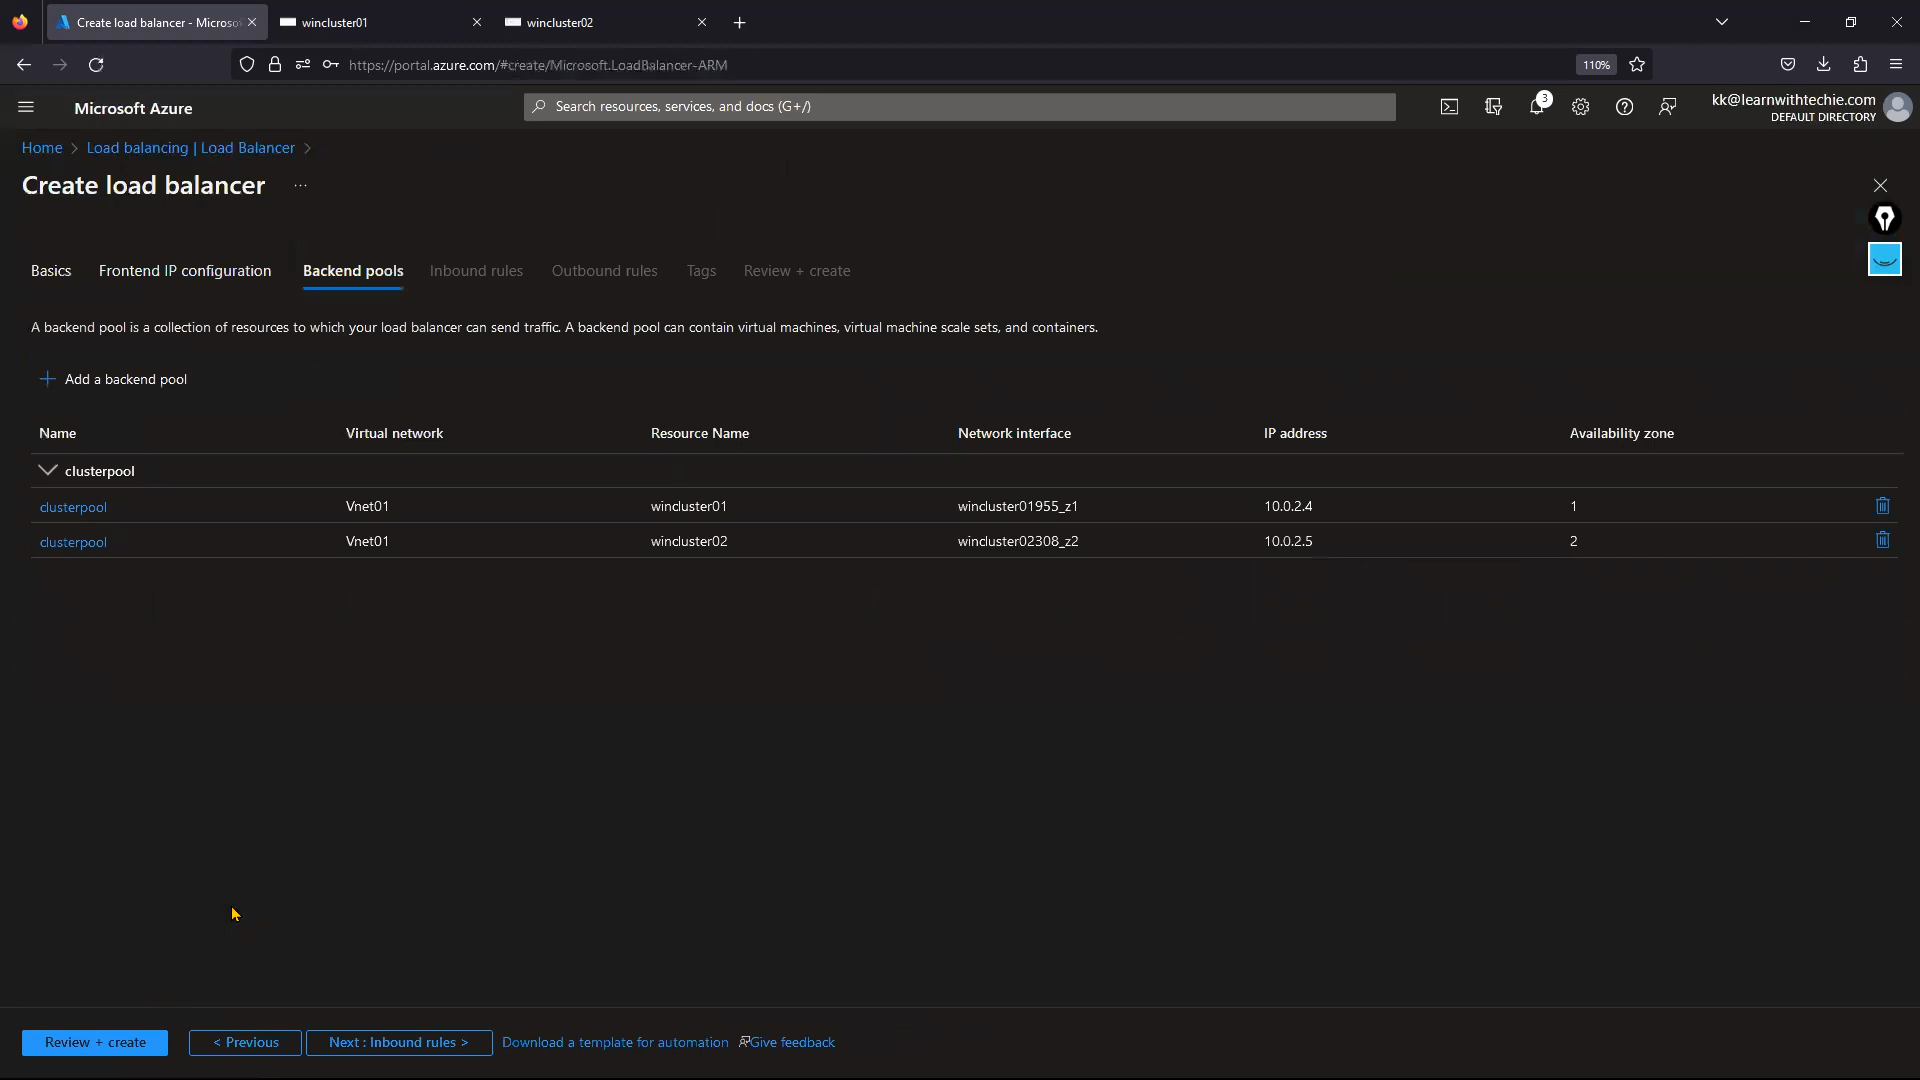 Create load balancer - Microso
wincluster01
wincluster02
https://portal.azure.com/#create/Microsoft.LoadBalancer-ARM
110%
Microsoft Azure
Search resources, services, and docs (G+/)
3
kk@learnwithtechie.com
DEFAULT DIRECTORY
Home > Load balancing | Load Balancer >
Create load balancer ...
Basics Frontend IP configuration Backend pools Inbound rules Outbound rules Tags Review + create
A backend pool is a collection of resources to which your load balancer can send traffic. A backend pool can contain virtual machines, virtual machine scale sets, and containers.
+ Add a backend pool
Name Virtual network Resource Name Network interface IP address Availability zone
clusterpool
clusterpool Vnet01 wincluster01 wincluster01955_z1 10.0.2.4 1
clusterpool Vnet01 wincluster02 wincluster02308_z2 10.0.2.5 2
Review + create < Previous Next : Inbound rules > Download a template for automation Give feedback